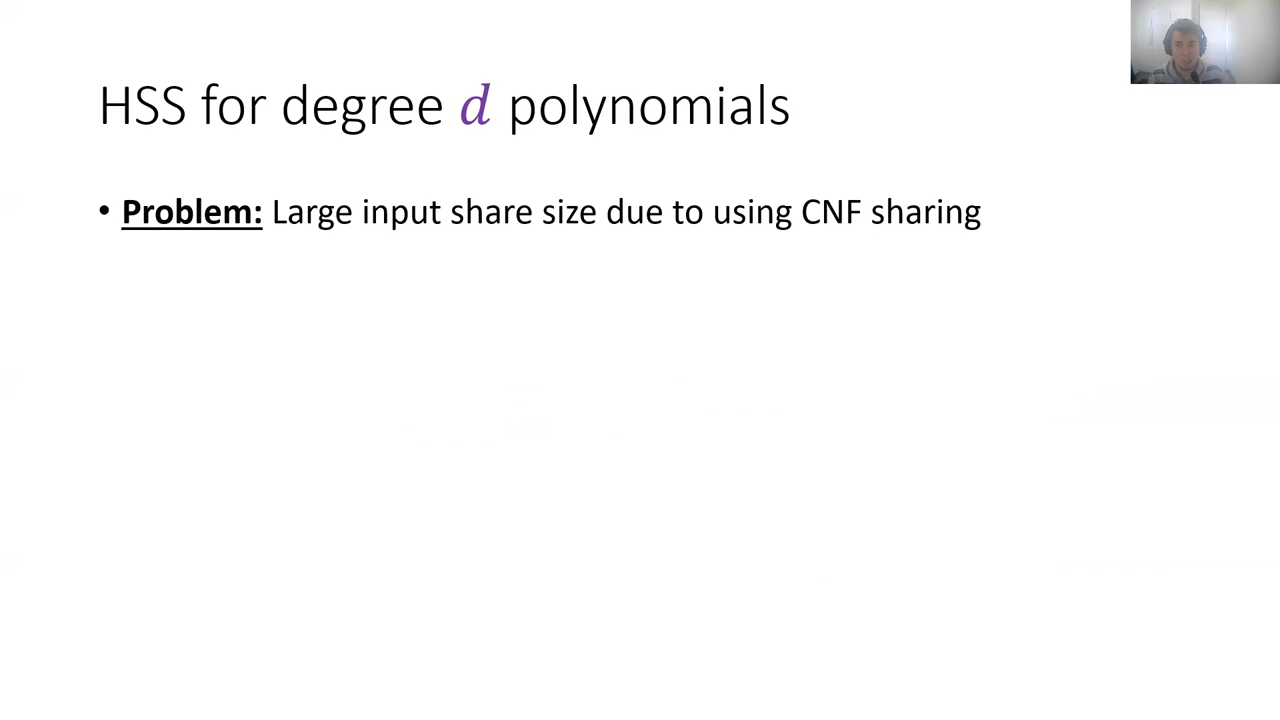 HSS for degree d polynomials
• Problem: Large input share size due to using CNF sharing